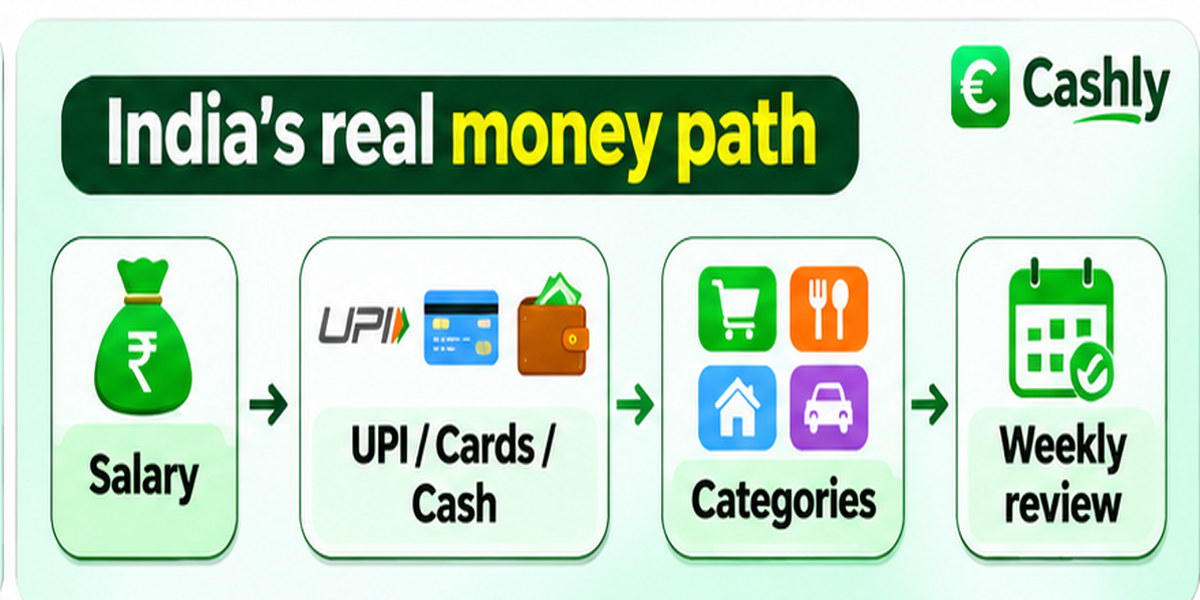 India's real money path
€ Cashly
₹
UPI
Salary
UPI / Cards /
Cash
Categories
Weekly
review